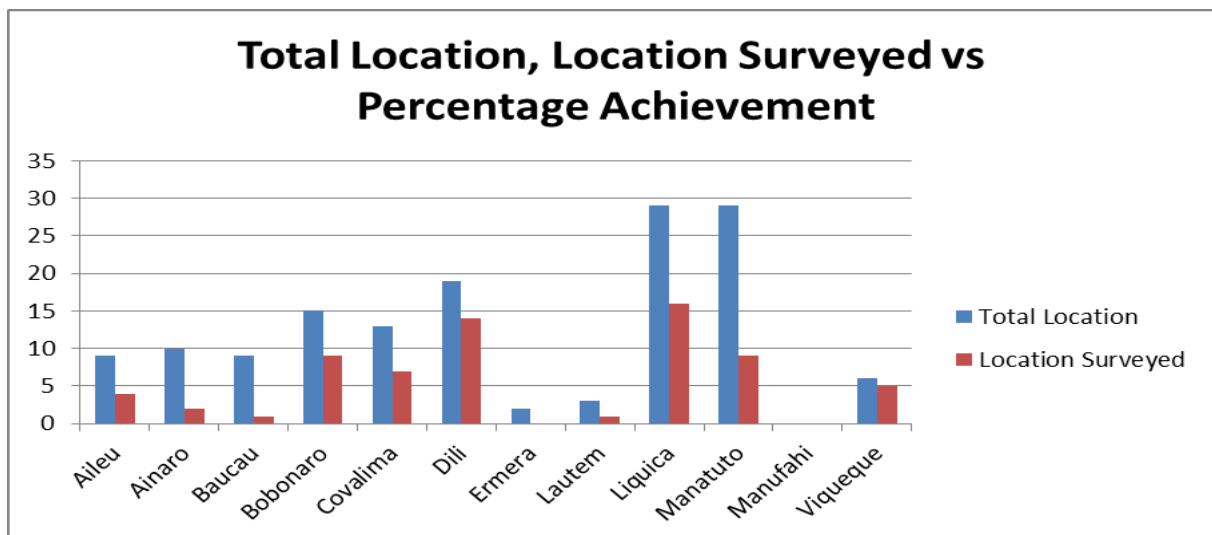 Total Location, Location Surveyed vs
Percentage Achievement
35
30
25
20
15
10
5
0
Aileu
Ainaro
Baucau
Bobonaro
Covalima
Dili
Ermera
Lautem
Liquica
Manatuto
Manufahi
Viqueque
Total Location
Location Surveyed